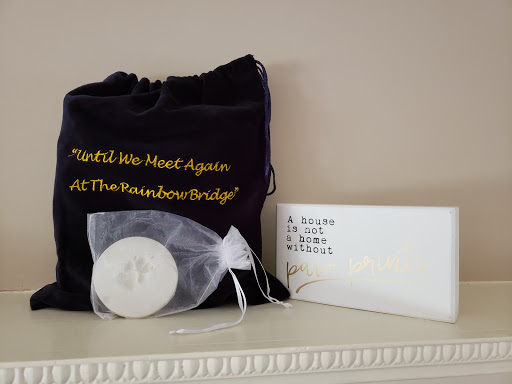 "Until We Meet Again
At The Rainbow Bridge"
A house
is not
a home
without
paw prints